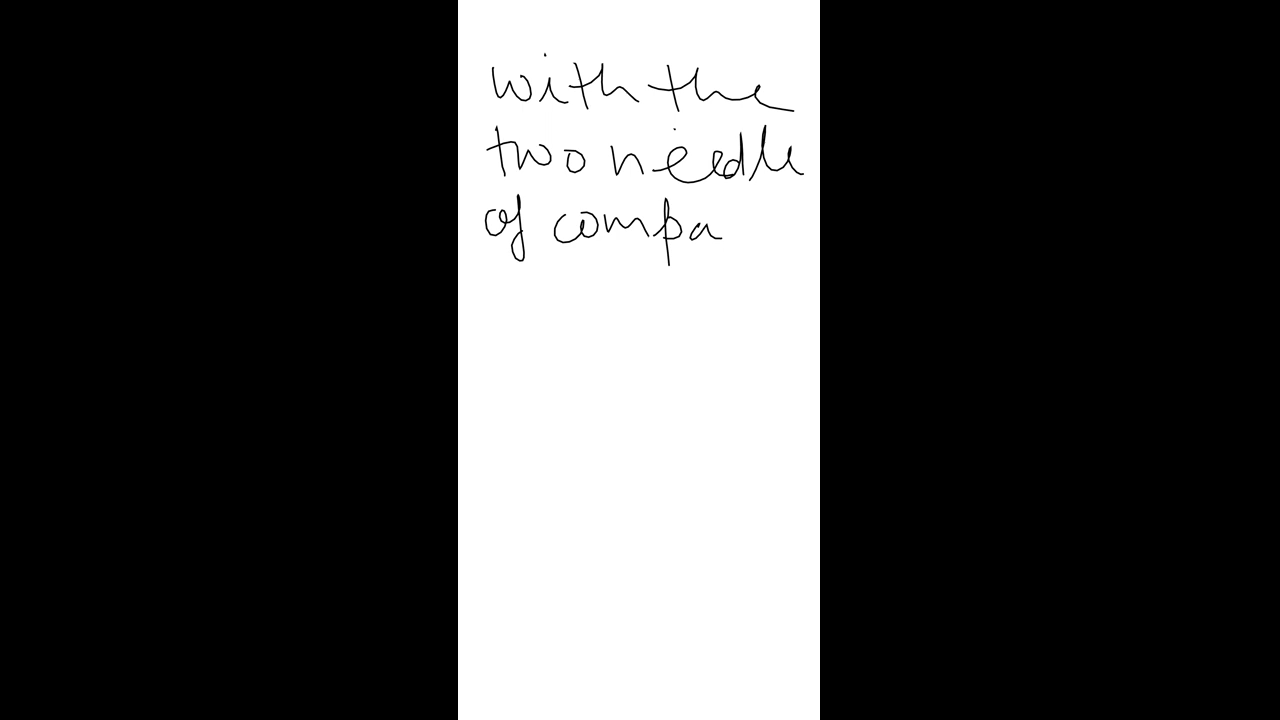 with the
two needle
of compa